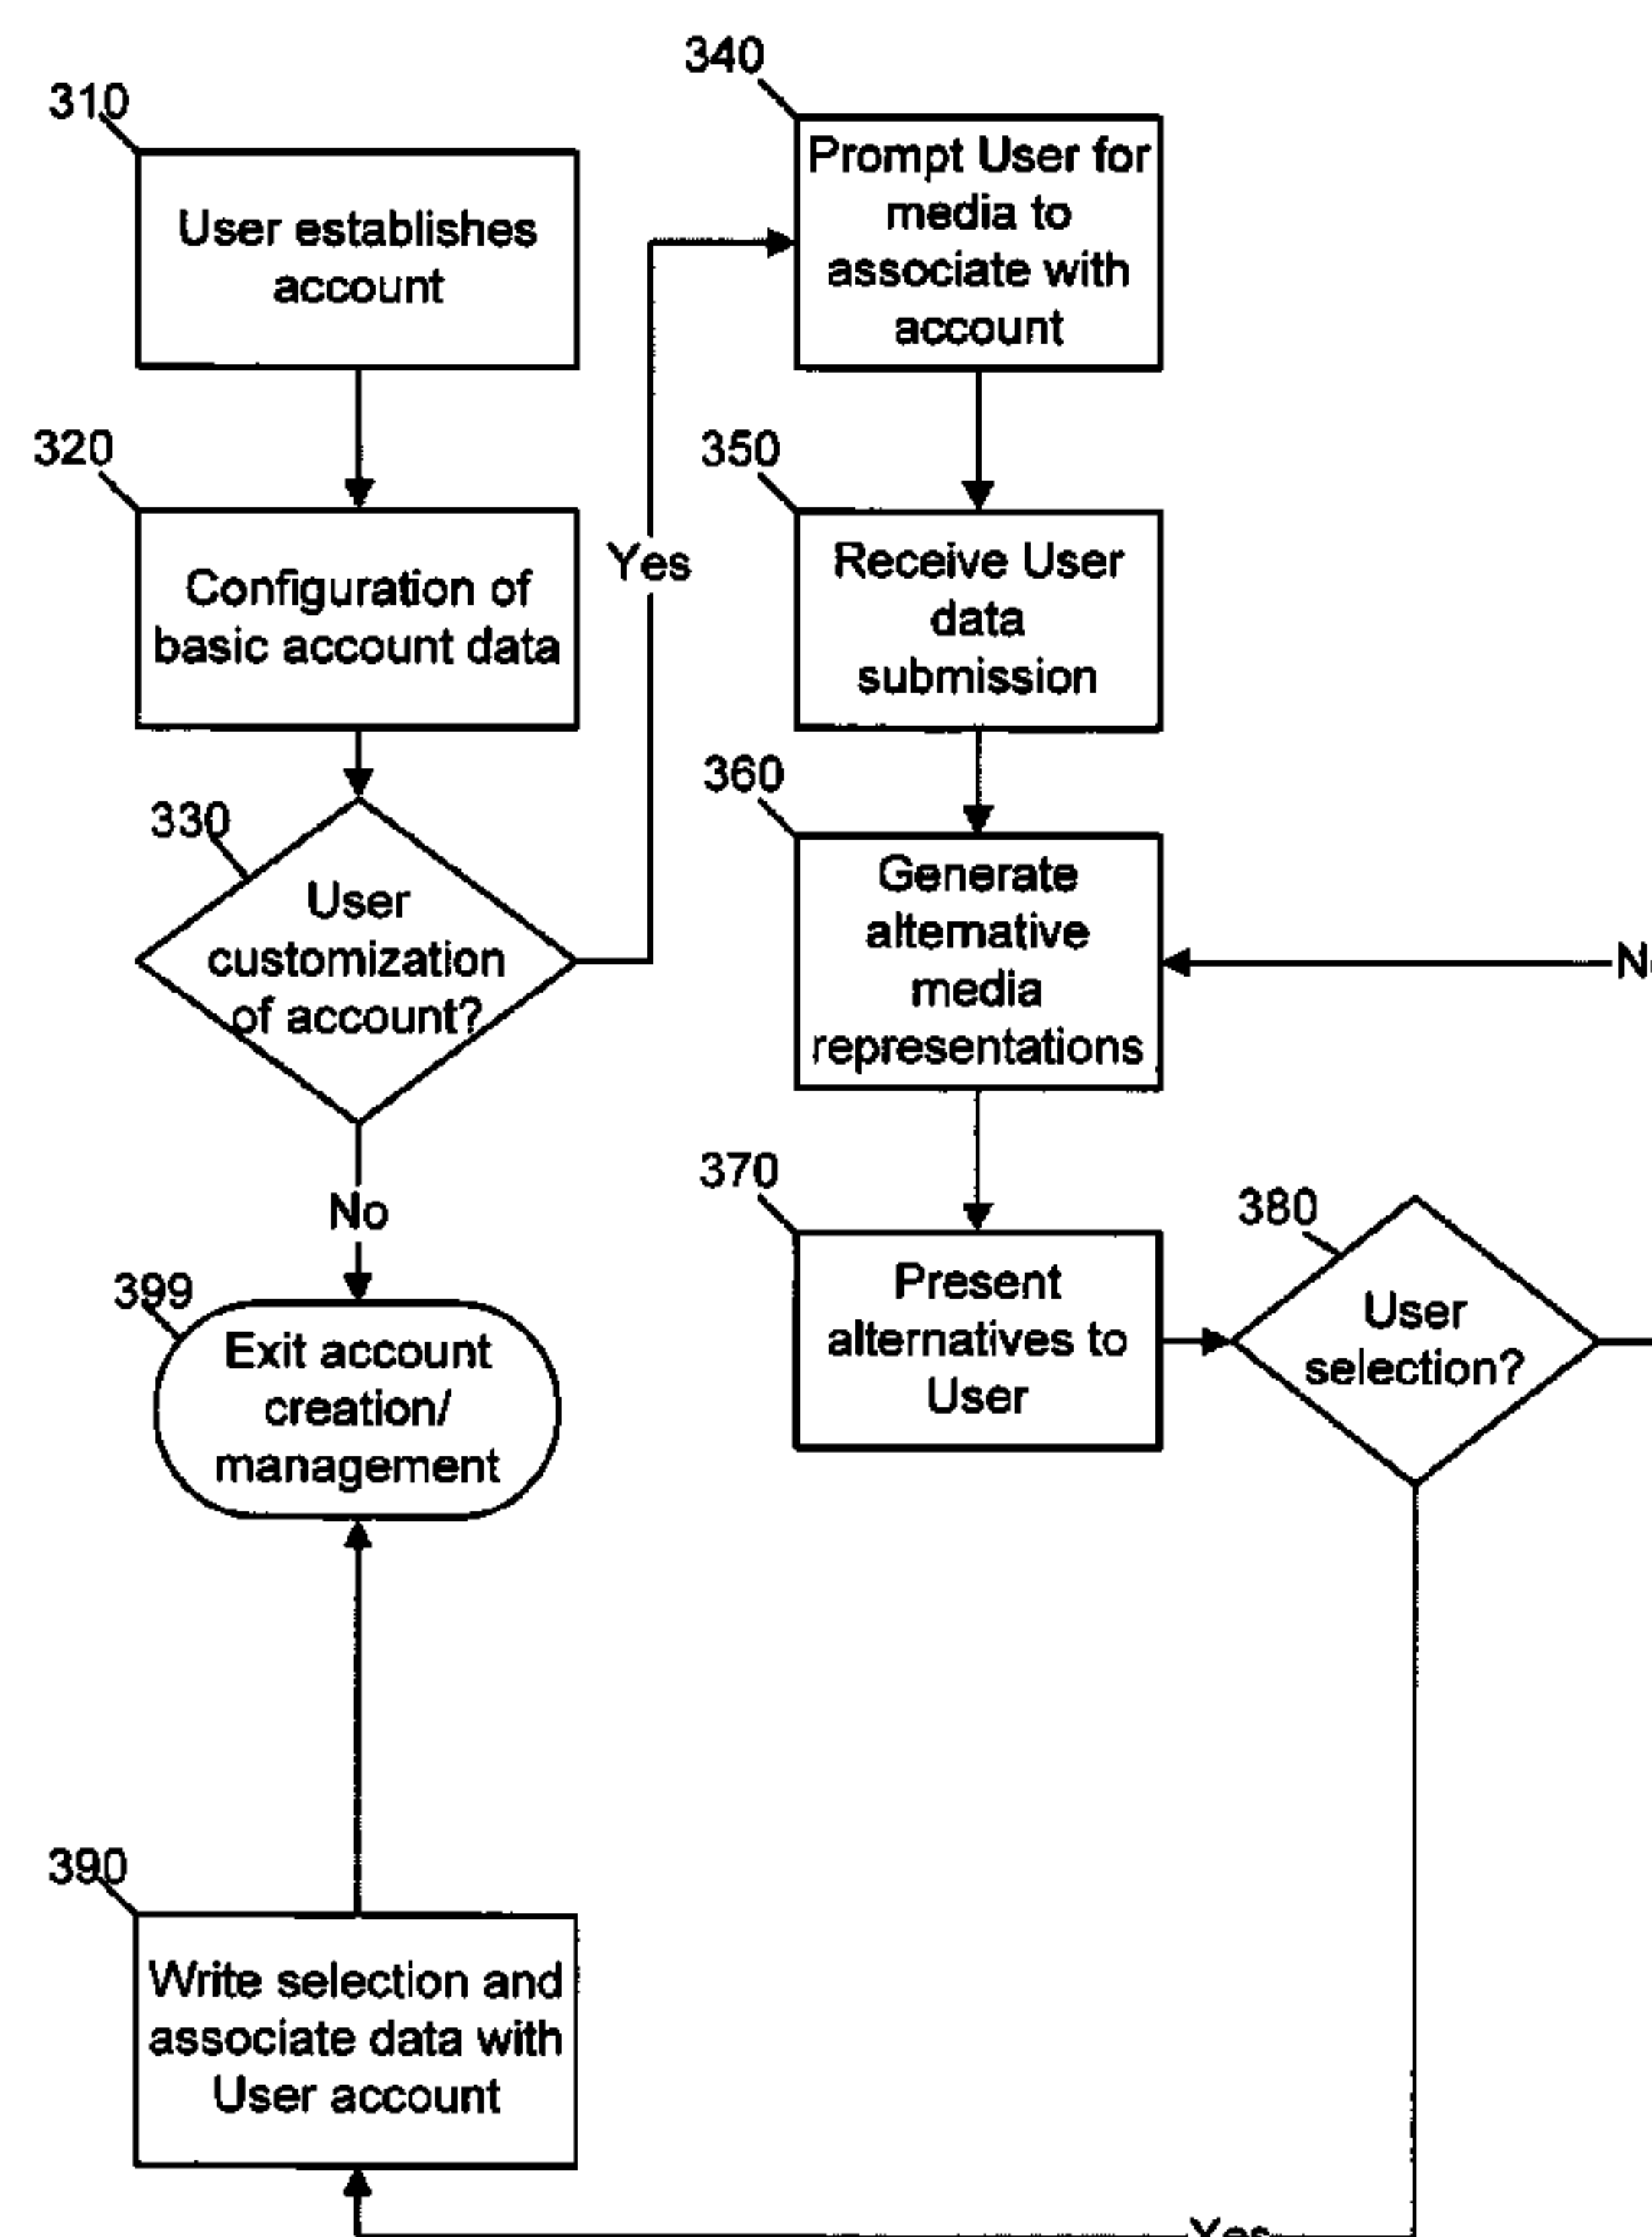 310
User establishes
account
320
Configuration of
basic account data
330
User
customization
of account?
Yes
No
399
Exit account
creation/
management
390
Write selection and
associate data with
User account
340
Prompt User for
media to
associate with
account
350
Receive User
data
submission
360
Generate
alternative
media
representations
370
Present
alternatives to
User
380
User
selection?
Yes